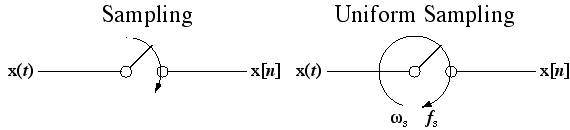 Sampling
Uniform Sampling
x(t) x[n]
x(t) x[n]
ωs fs